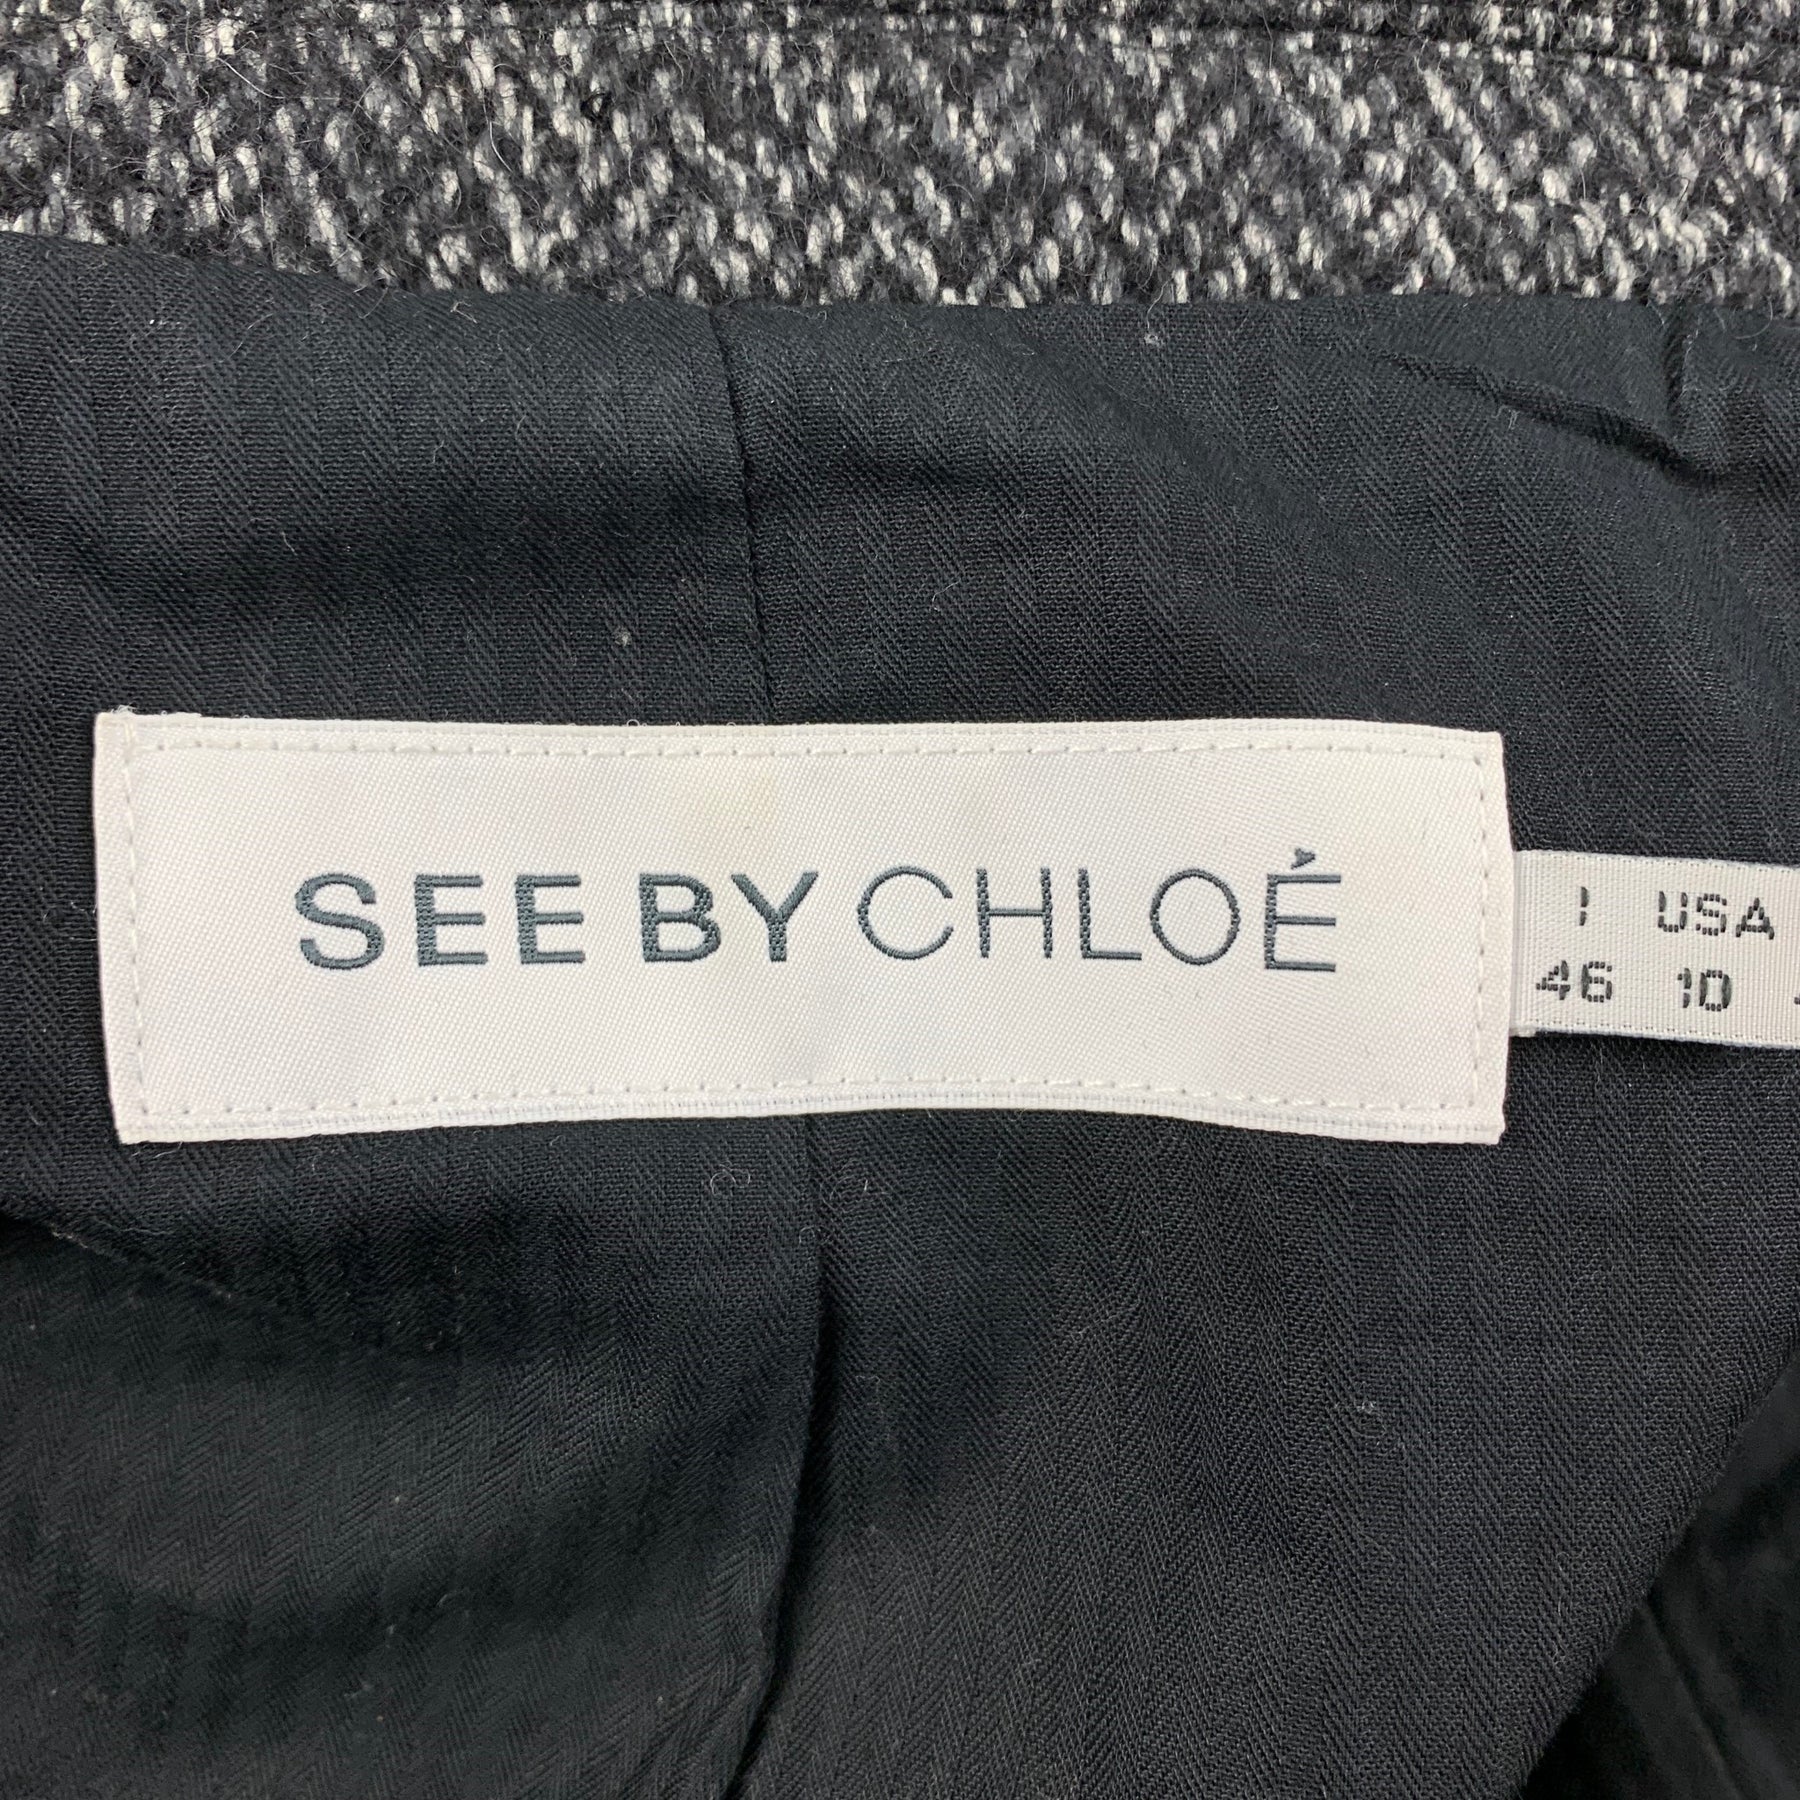 SEE BY CHLOÉ
I USA
46 10